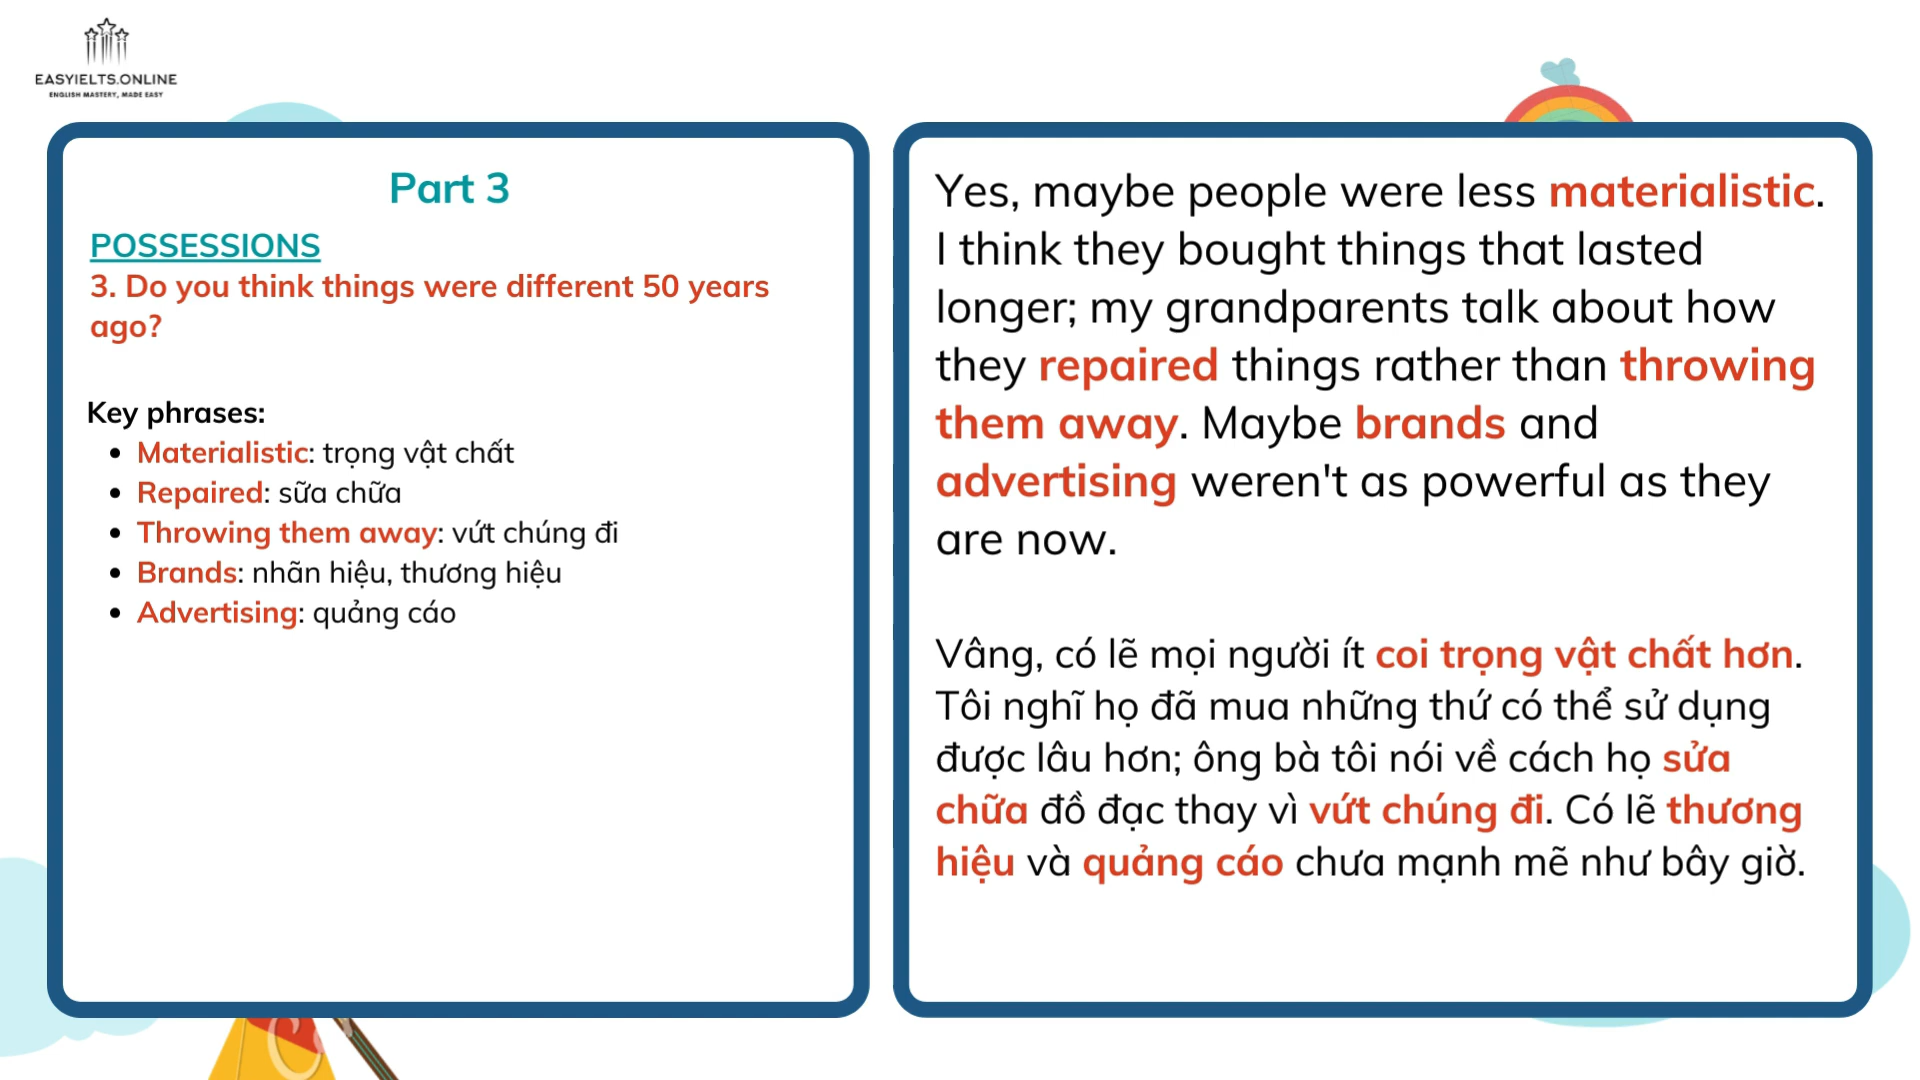 EASYIELTS.ONLINE
ENGLISH MASTERY, MADE EASY
Part 3
POSSESSIONS
3. Do you think things were different 50 years
ago?
Key phrases:
• Materialistic: trọng vật chất
• Repaired: sữa chữa
• Throwing them away: vứt chúng đi
• Brands: nhãn hiệu, thương hiệu
• Advertising: quảng cáo
Yes, maybe people were less materialistic.
I think they bought things that lasted
longer; my grandparents talk about how
they repaired things rather than throwing
them away. Maybe brands and
advertising weren't as powerful as they
are now.
Vâng, có lẽ mọi người ít coi trọng vật chất hơn.
Tôi nghĩ họ đã mua những thứ có thể sử dụng
được lâu hơn; ông bà tôi nói về cách họ sửa
chữa đồ đạc thay vì vứt chúng đi. Có lẽ thương
hiệu và quảng cáo chưa mạnh mẽ như bây giờ.